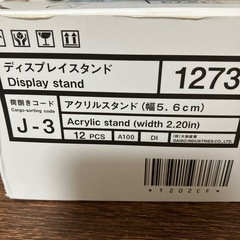 ディスプレイスタンド
Display stand
1273
荷捌きコード
Cargo-sorting code
J-3
アクリルスタンド（幅5.6cm）
Acrylic stand (width 2.20in)
12 PCS
A100
DI
(株)大創産業
DAISO INDUSTRIES CO., LTD.
*1202CF*